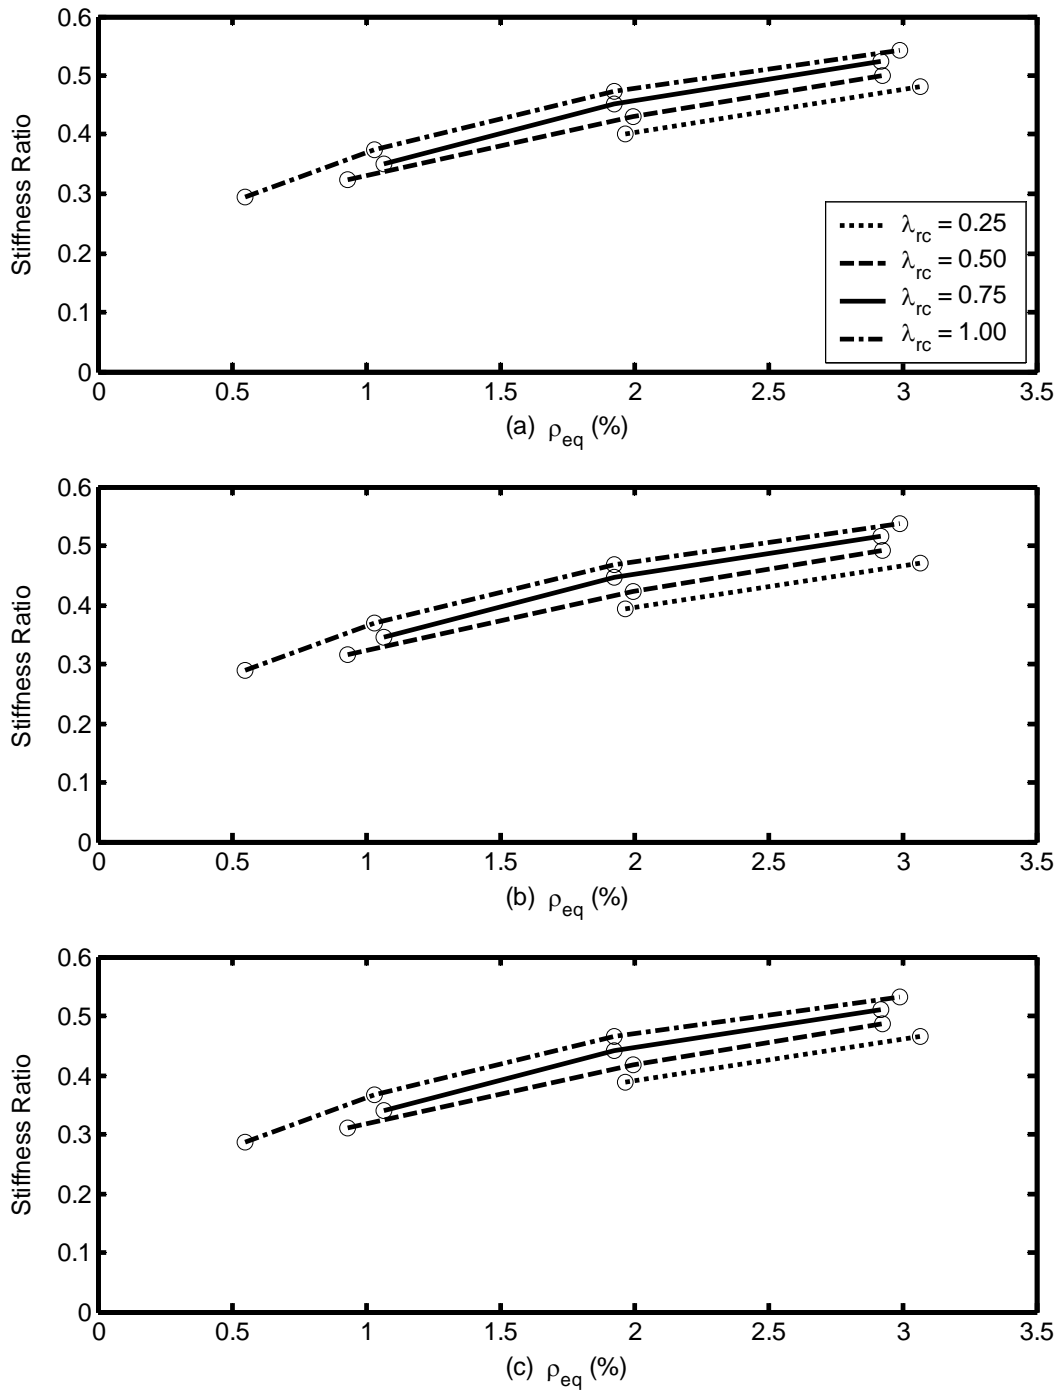 0.6
0.5
0.4
0.3
0.2
0.1
0
Stiffness Ratio
λrc = 0.25
λrc = 0.50
λrc = 0.75
λrc = 1.00
0 0.5 1 1.5 2 2.5 3 3.5
(a) ρeq (%)
0.6
0.5
0.4
0.3
0.2
0.1
0
Stiffness Ratio
0 0.5 1 1.5 2 2.5 3 3.5
(b) ρeq (%)
0.6
0.5
0.4
0.3
0.2
0.1
0
Stiffness Ratio
0 0.5 1 1.5 2 2.5 3 3.5
(c) ρeq (%)